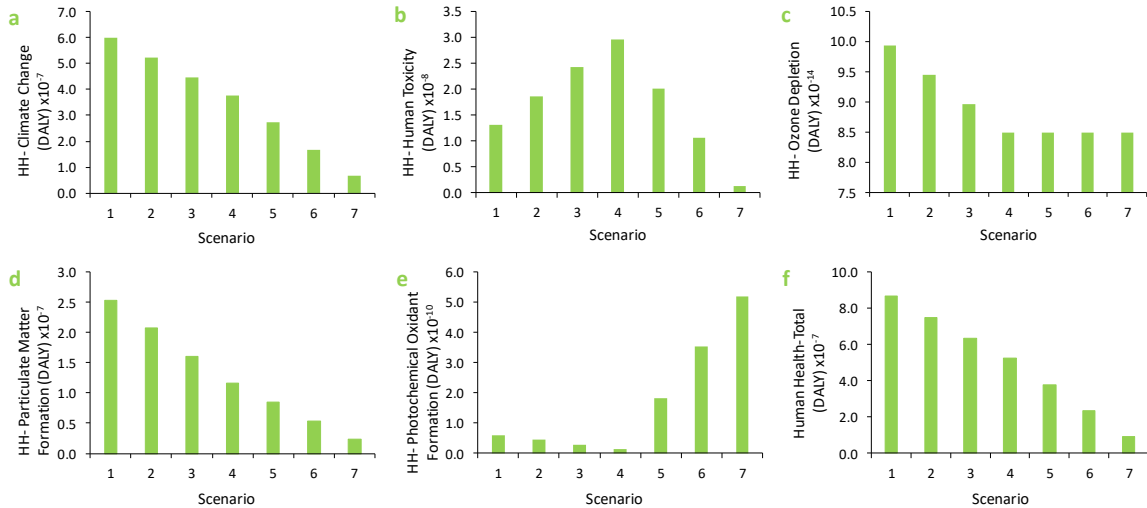 a
HH- Climate Change
(DALY) x10⁻⁷
7.0
6.0
5.0
4.0
3.0
2.0
1.0
0.0
1 2 3 4 5 6 7
Scenario
b
HH- Human Toxicity
(DALY) x10⁻⁸
3.5
3.0
2.5
2.0
1.5
1.0
0.5
0.0
1 2 3 4 5 6 7
Scenario
c
HH- Ozone Depletion
(DALY) x10⁻¹⁴
10.5
10.0
9.5
9.0
8.5
8.0
7.5
1 2 3 4 5 6 7
Scenario
d
HH- Particulate Matter
Formation (DALY) x10⁻⁷
3.0
2.5
2.0
1.5
1.0
0.5
0.0
1 2 3 4 5 6 7
Scenario
e
HH- Photochemical Oxidant
Formation (DALY) x10⁻¹⁰
6.0
5.0
4.0
3.0
2.0
1.0
0.0
1 2 3 4 5 6 7
Scenario
f
Human Health-Total
(DALY) x10⁻⁷
10.0
8.0
6.0
4.0
2.0
0.0
1 2 3 4 5 6 7
Scenario